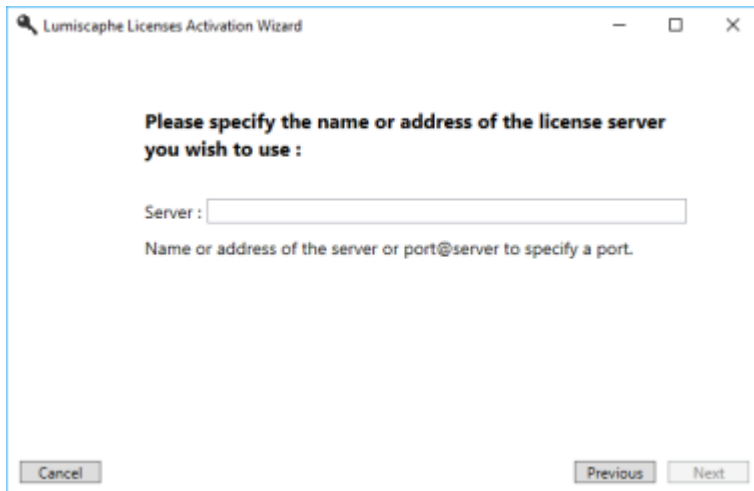 Lumiscaphe Licenses Activation Wizard
Please specify the name or address of the license server
you wish to use :
Server :
Name or address of the server or port@server to specify a port.
Cancel
Previous
Next